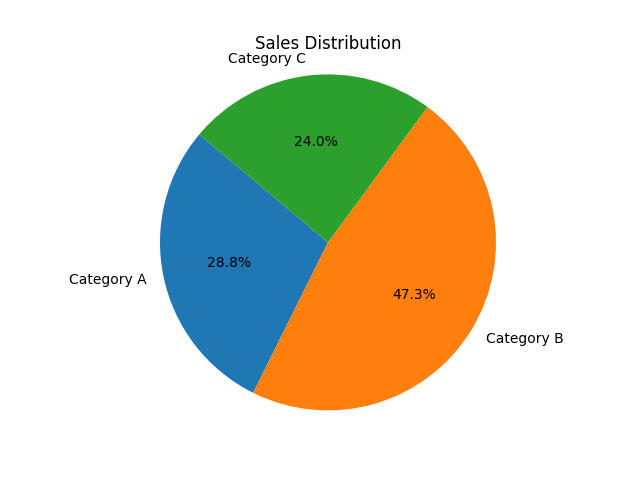 Sales Distribution
Category C
24.0%
28.8%
Category A
47.3%
Category B